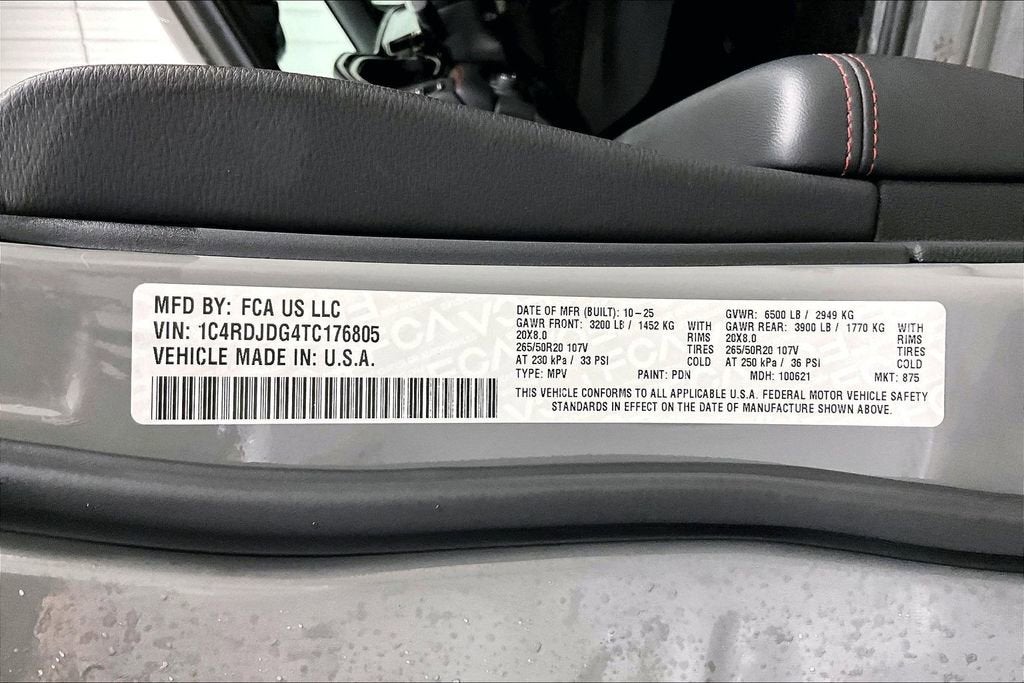 MFD BY: FCA US LLC
VIN: 1C4RDJDG4TC176805
VEHICLE MADE IN: U.S.A.
DATE OF MFR (BUILT): 10-25 GVWR: 6500 LB / 2949 KG
GAWR FRONT: 3200 LB / 1452 KG WITH GAWR REAR: 3900 LB / 1770 KG WITH
20X8.0 RIMS 20X8.0 RIMS
265/50R20 107V TIRES 265/50R20 107V TIRES
AT 230 kPa / 33 PSI COLD AT 250 kPa / 36 PSI COLD
TYPE: MPV PAINT: PDN MDH: 100621 MKT: 875
THIS VEHICLE CONFORMS TO ALL APPLICABLE U.S.A. FEDERAL MOTOR VEHICLE SAFETY
STANDARDS IN EFFECT ON THE DATE OF MANUFACTURE SHOWN ABOVE.